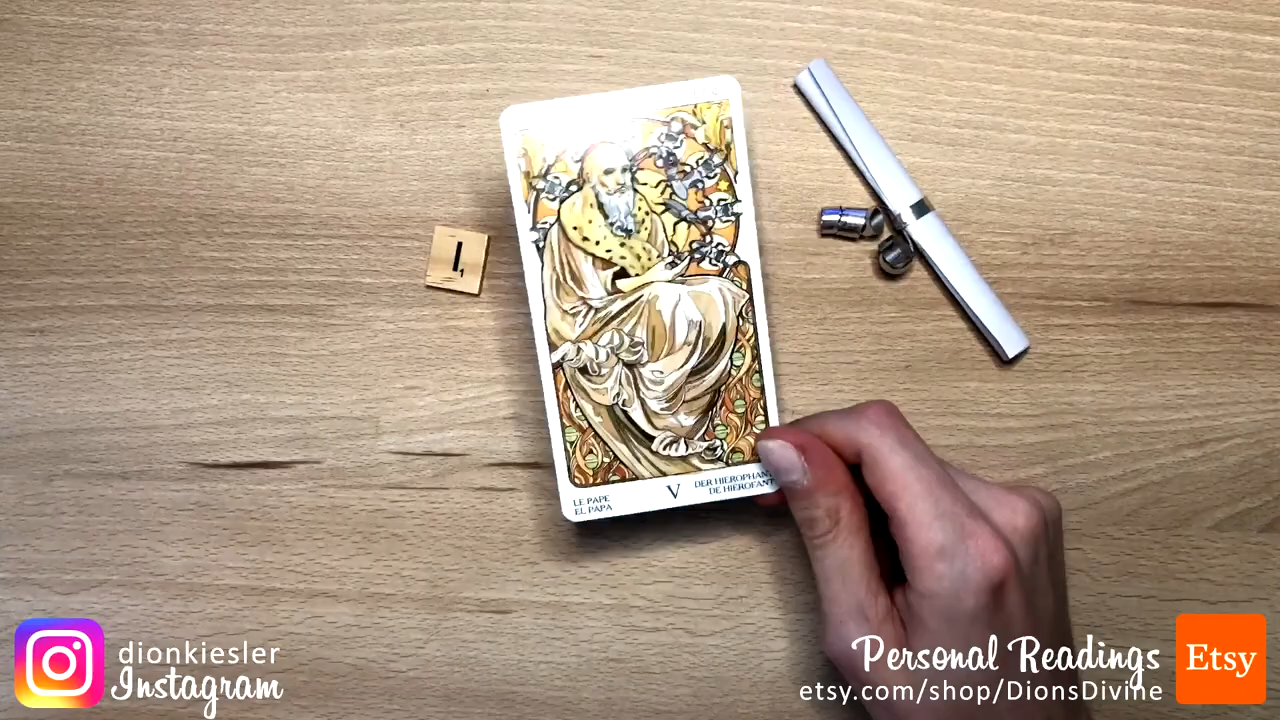 L
LE PAPE
EL PAPA
V
DER HIEROPHANT
DE HIEROFANT
dionkiesler
Instagram
Personal Readings
etsy.com/shop/DionsDivine
Etsy